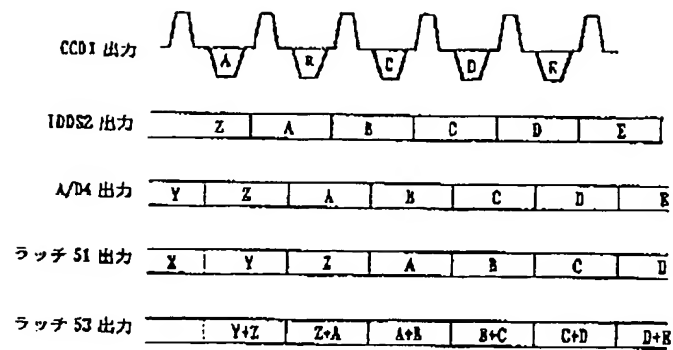 CCD1 出力 A B C D E
IDDS2 出力 Z A B C D E
A/D4 出力 Y Z A B C D E
ラッチ 51 出力 X Y Z A B C D
ラッチ 53 出力 Y+Z Z+A A+B B+C C+D D+E